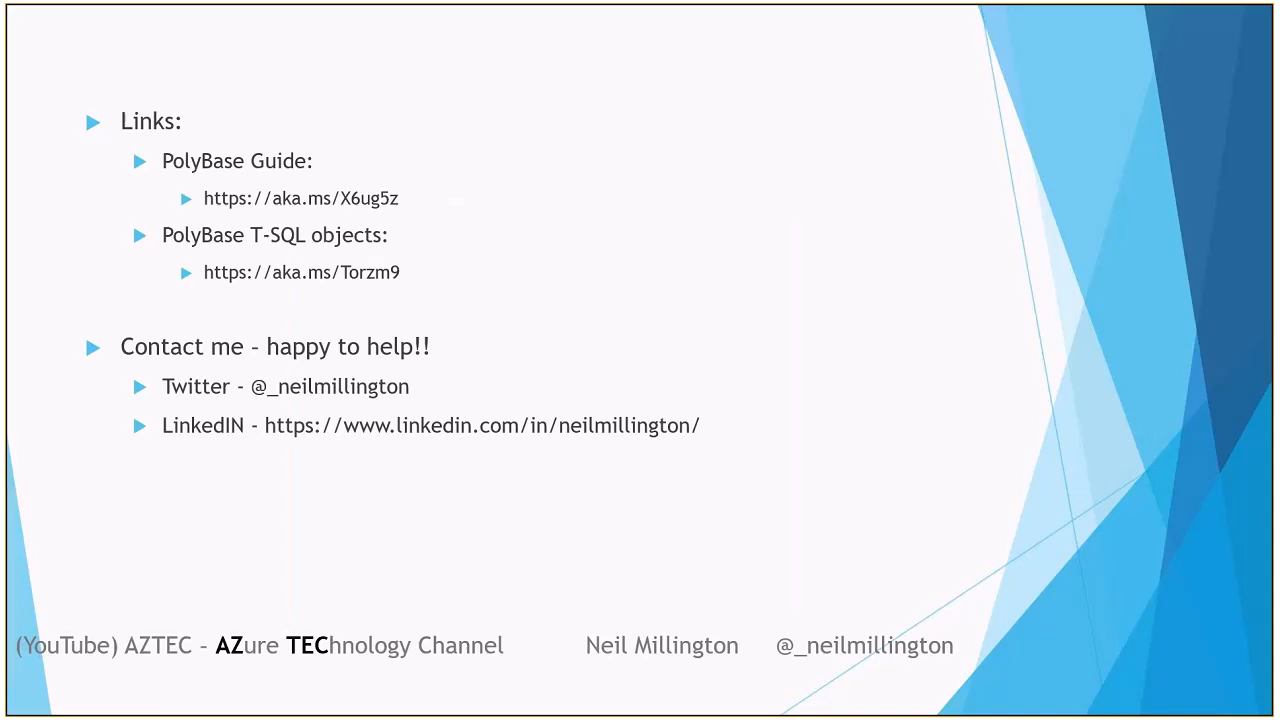 Links:
PolyBase Guide:
https://aka.ms/X6ug5z
PolyBase T-SQL objects:
https://aka.ms/Torzm9
Contact me – happy to help!!
Twitter - @_neilmillington
LinkedIN - https://www.linkedin.com/in/neilmillington/
(YouTube) AZTEC – AZure TEChnology Channel Neil Millington @_neilmillington